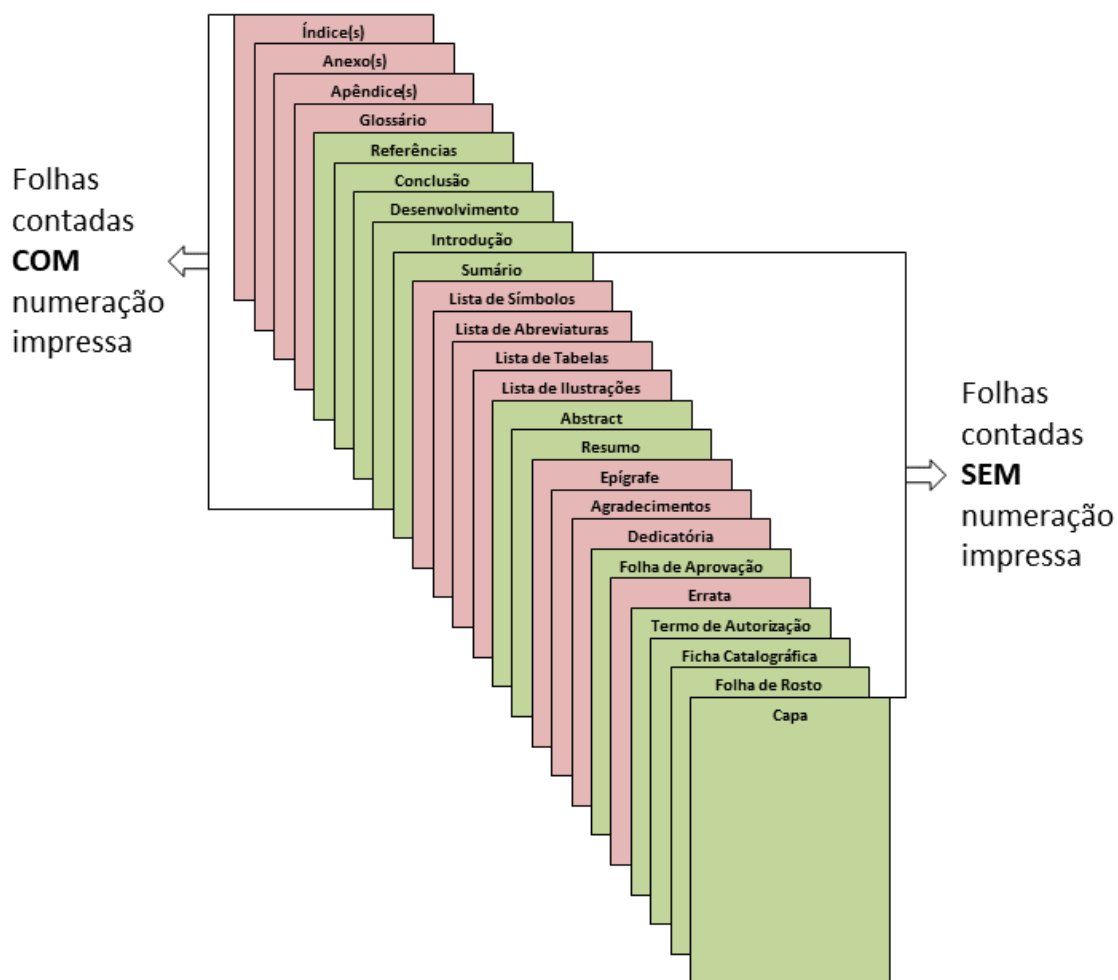 Índice(s)
Anexo(s)
Apêndice(s)
Glossário
Referências
Conclusão
Desenvolvimento
Introdução
Sumário
Lista de Símbolos
Lista de Abreviaturas
Lista de Tabelas
Lista de Ilustrações
Abstract
Resumo
Epígrafe
Agradecimentos
Dedicatória
Folha de Aprovação
Errata
Termo de Autorização
Ficha Catalográfica
Folha de Rosto
Capa
Folhas
contadas
COM
numeração
impressa
Folhas
contadas
SEM
numeração
impressa